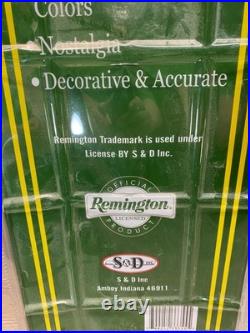 Colors
•Nostalgia
•Decorative & Accurate
Remington Trademark is used under
License BY S & D Inc.
OFFICIAL
Remington
LICENSED
PRODUCT
S&D
S & D Inc
Amboy Indiana 46911